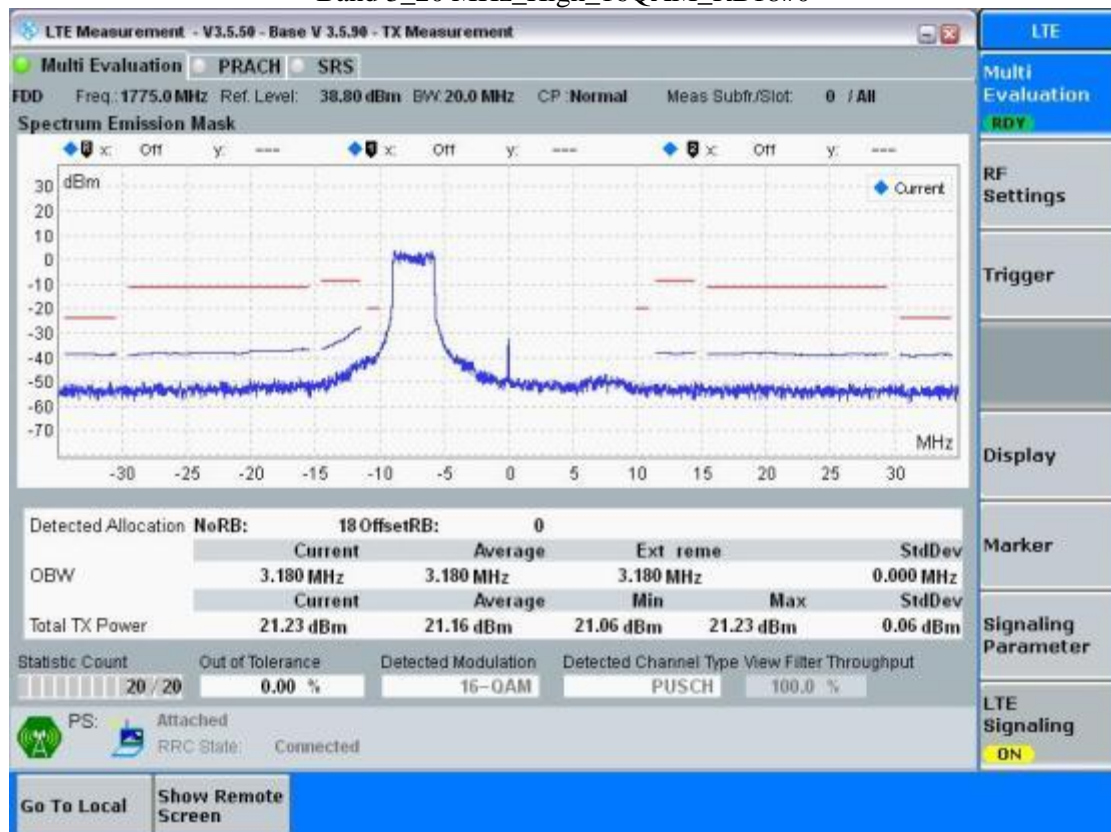 LTE Measurement - V3.5.50 - Base V 3.5.90 - TX Measurement
LTE
Multi Evaluation PRACH SRS
Multi
Evaluation
RDY
FDD Freq.: 1775.0 MHz Ref. Level: 38.80 dBm BW: 20.0 MHz CP : Normal Meas Subfr./Slot: 0 / All
Spectrum Emission Mask
x: Off y: --- x: Off y: --- x: Off y: ---
dBm
Current
30
20
10
0
-10
-20
-30
-40
-50
-60
-70
MHz
-30 -25 -20 -15 -10 -5 0 5 10 15 20 25 30
RF
Settings
Trigger
Display
Marker
Signaling
Parameter
LTE
Signaling
ON
Detected Allocation NoRB: 18 OffsetRB: 0
Current Average Ext reme StdDev
OBW 3.180 MHz 3.180 MHz 3.180 MHz 0.000 MHz
Current Average Min Max StdDev
Total TX Power 21.23 dBm 21.16 dBm 21.06 dBm 21.23 dBm 0.06 dBm
Statistic Count Out of Tolerance Detected Modulation Detected Channel Type View Filter Throughput
20 / 20 0.00 % 16-QAM PUSCH 100.0 %
PS: Attached
RRC State: Connected
Go To Local
Show Remote
Screen